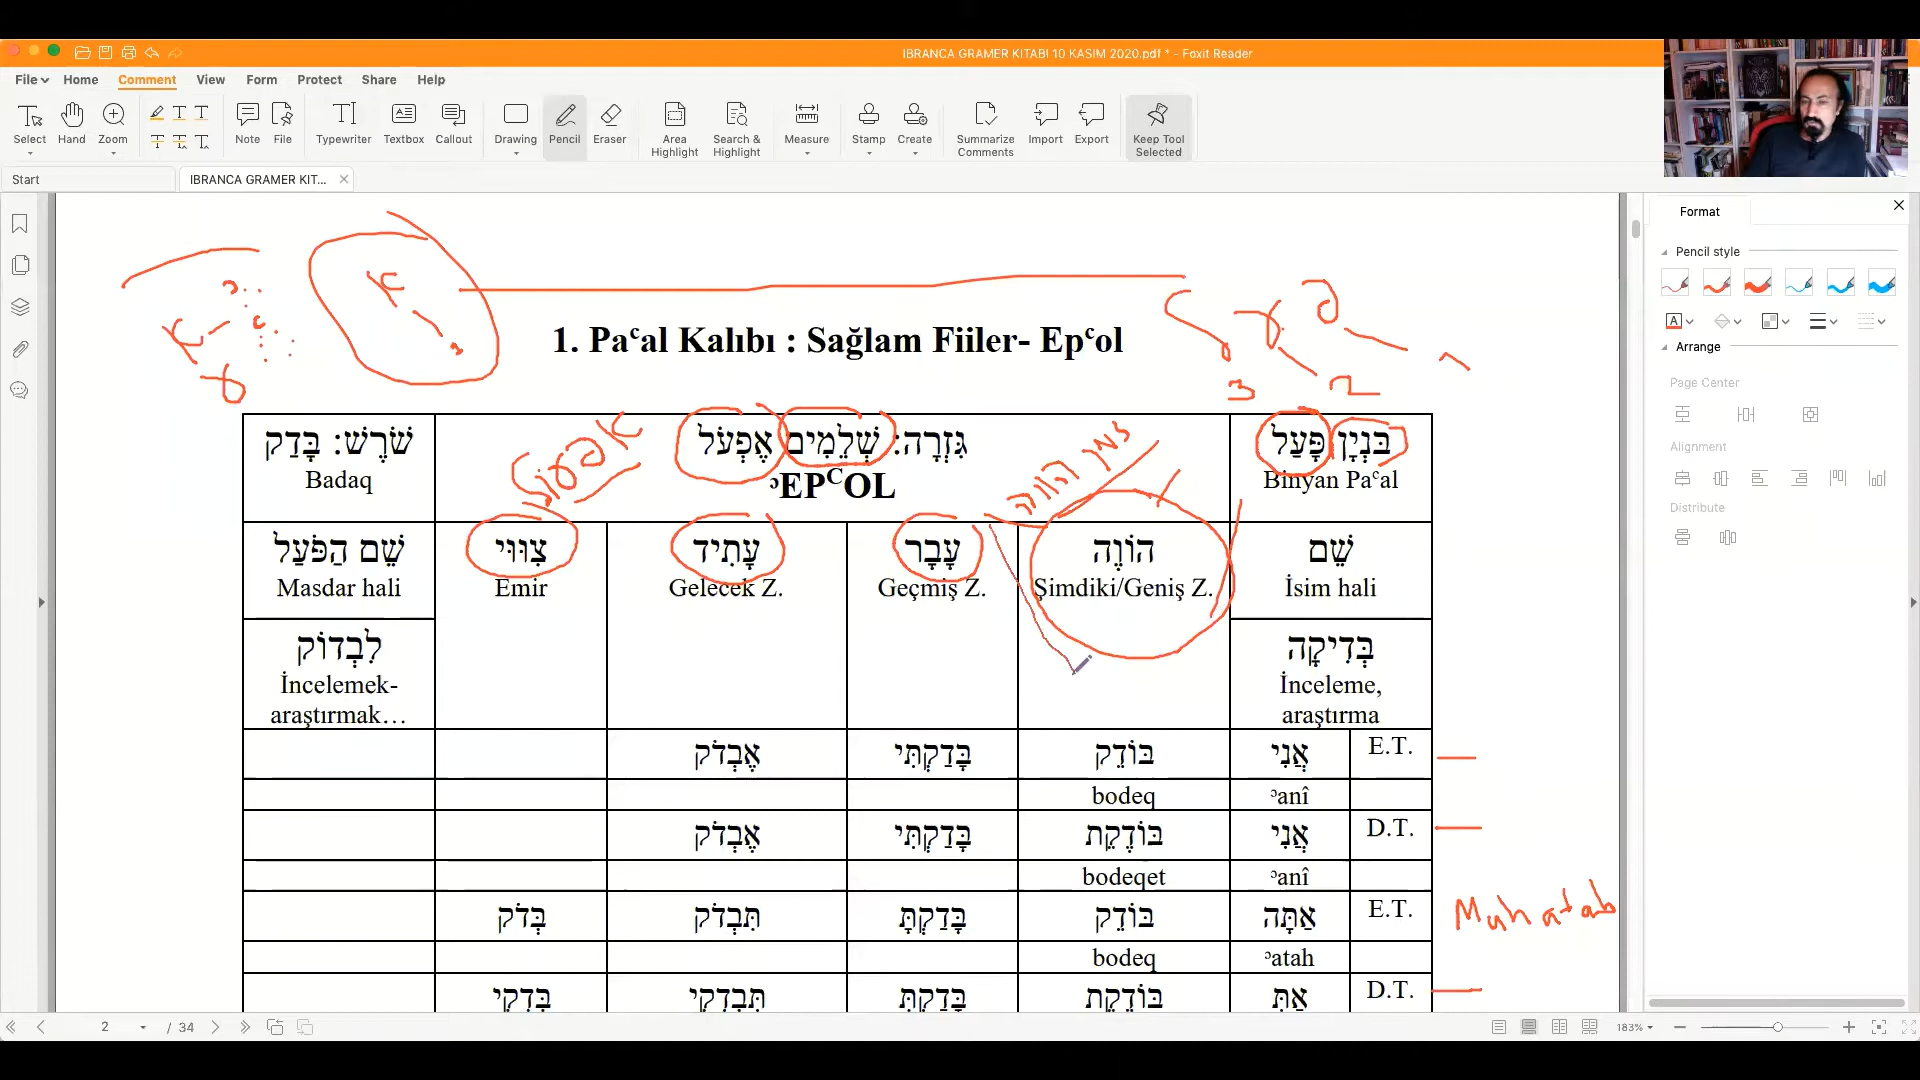 IBRANCA GRAMER KITABI 10 KASIM 2020.pdf * - Foxit Reader
File Home Comment View Form Protect Share Help
Select Hand Zoom Note File Typewriter Textbox Callout Drawing Pencil Eraser Area Highlight Search & Highlight Measure Stamp Create Summarize Comments Import Export Keep Tool Selected
Start IBRANCA GRAMER KIT...
Format
Pencil style
Arrange
Page Center
Alignment
Distribute
1. Paᶜal Kalıbı : Sağlam Fiiler- Epᶜol
3 2
בִּנְיָן פָּעַל
Binyan Paᶜal
גִּזְרָה: שְׁלֵמִים אֶפְעֹל
ᵓEPᶜOL
שֹׁרֶשׁ: בָּדַק
Badaq
שֵׁם
İsim hali
הוֹוֶה
Şimdiki/Geniş Z.
עָבָר
Geçmiş Z.
עָתִיד
Gelecek Z.
צִוּוּי
Emir
שֵׁם הַפֹּעַל
Masdar hali
בְּדִיקָה
İnceleme,
araştırma
לִבְדוֹק
İncelemek-
araştırmak…
E.T. אֲנִי בּוֹדֵק בָּדַקְתִּי אֶבְדֹק
ᵓanî bodeq
D.T. אֲנִי בּוֹדֶקֶת בָּדַקְתִּי אֶבְדֹק
ᵓanî bodeqet
E.T. אַתָּה בּוֹדֵק בָּדַקְתָּ תִּבְדֹק בְּדֹק
ᵓatah bodeq
D.T. אַתְּ בּוֹדֶקֶת בָּדַקְתְּ תִּבְדְקִי בִּדְקִי
Muhatab
2 / 34
183%